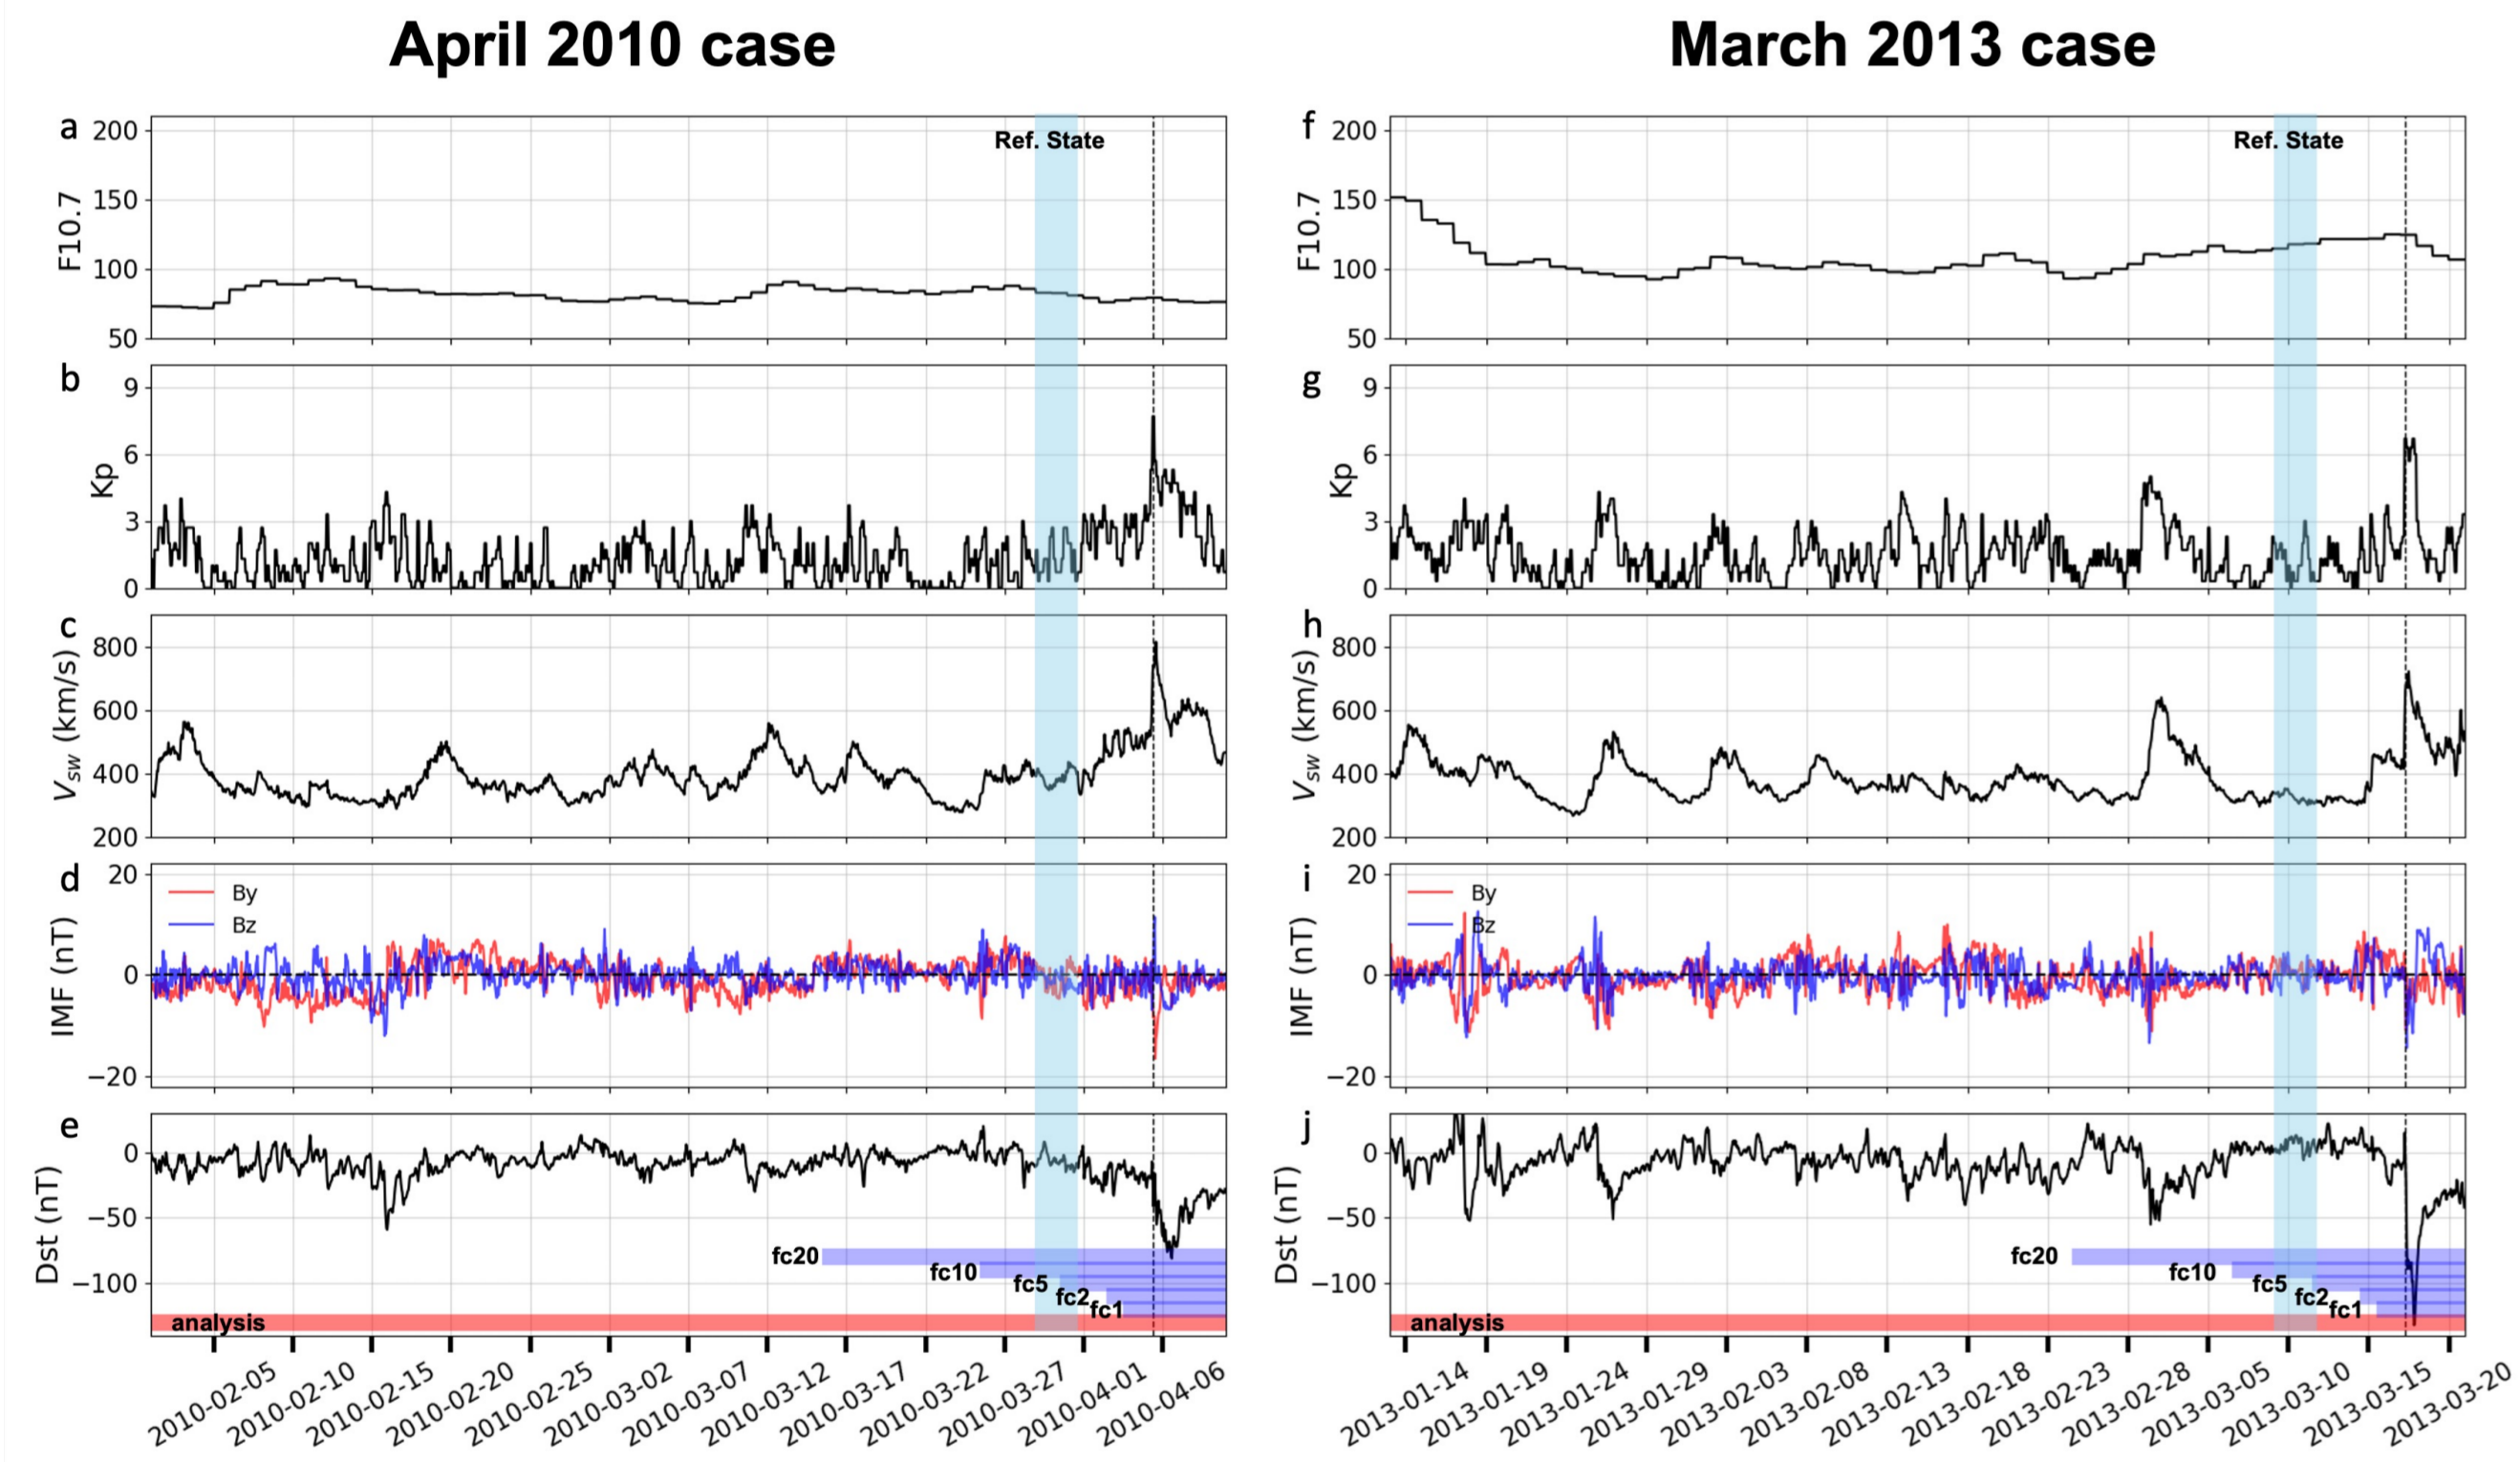 April 2010 case
a
200
150
100
50
F10.7
Ref. State
b
9
6
3
0
Kp
c
800
600
400
200
Vsw (km/s)
d
20
0
−20
IMF (nT)
By
Bz
e
0
−50
−100
Dst (nT)
fc20
fc10
fc5
fc2
fc1
analysis
2010-02-05
2010-02-10
2010-02-15
2010-02-20
2010-02-25
2010-03-02
2010-03-07
2010-03-12
2010-03-17
2010-03-22
2010-03-27
2010-04-01
2010-04-06
March 2013 case
f
200
150
100
50
F10.7
Ref. State
g
9
6
3
0
Kp
h
800
600
400
200
Vsw (km/s)
i
20
0
−20
IMF (nT)
By
Bz
j
0
−50
−100
Dst (nT)
fc20
fc10
fc5
fc2
fc1
analysis
2013-01-14
2013-01-19
2013-01-24
2013-01-29
2013-02-03
2013-02-08
2013-02-13
2013-02-18
2013-02-23
2013-02-28
2013-03-05
2013-03-10
2013-03-15
2013-03-20